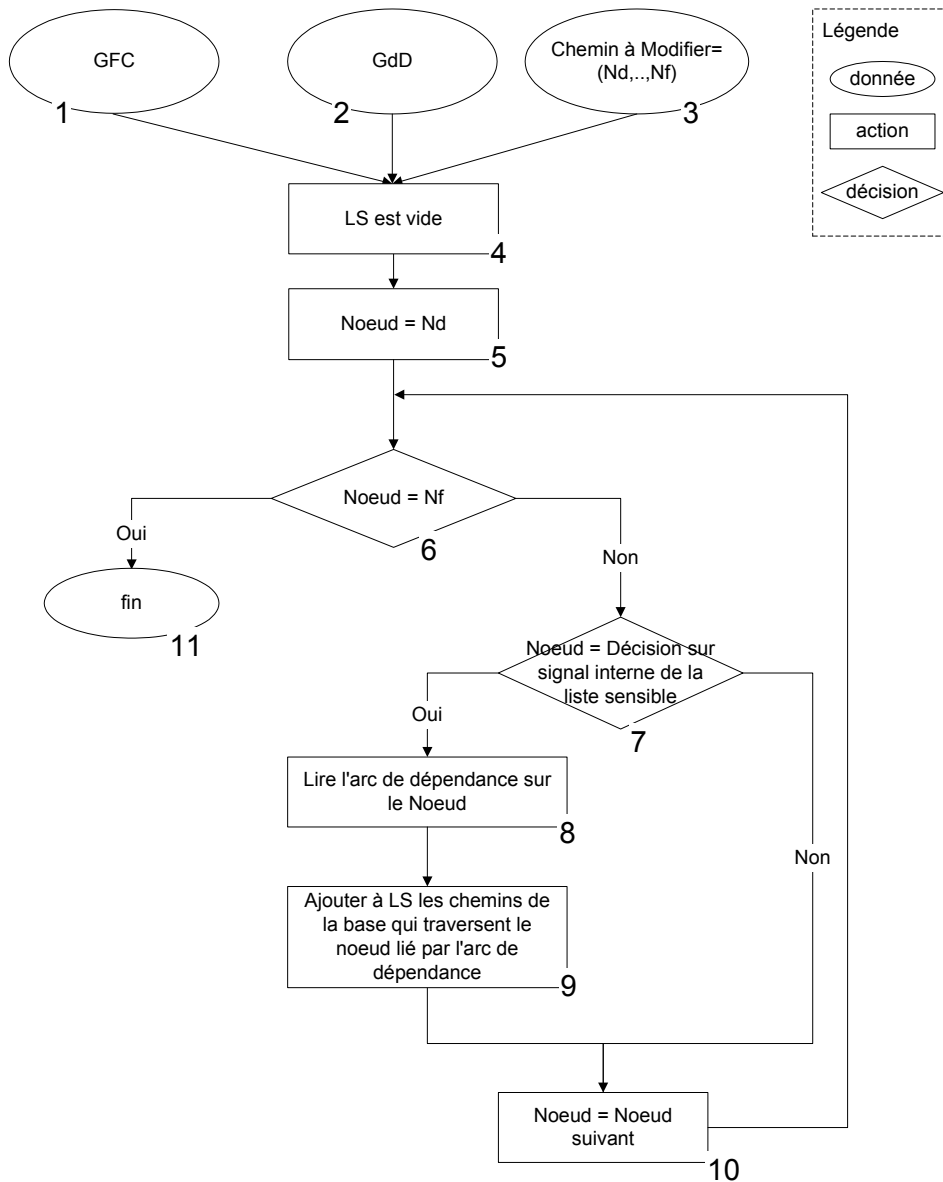 GFC
1
GdD
2
Chemin à Modifier=
(Nd,..,Nf)
3
Légende
donnée
action
décision
LS est vide
4
Noeud = Nd
5
Noeud = Nf
6
Oui
Non
fin
11
Noeud = Décision sur
signal interne de la
liste sensible
7
Oui
Non
Lire l'arc de dépendance sur
le Noeud
8
Ajouter à LS les chemins de
la base qui traversent le
noeud lié par l'arc de
dépendance
9
Noeud = Noeud
suivant
10